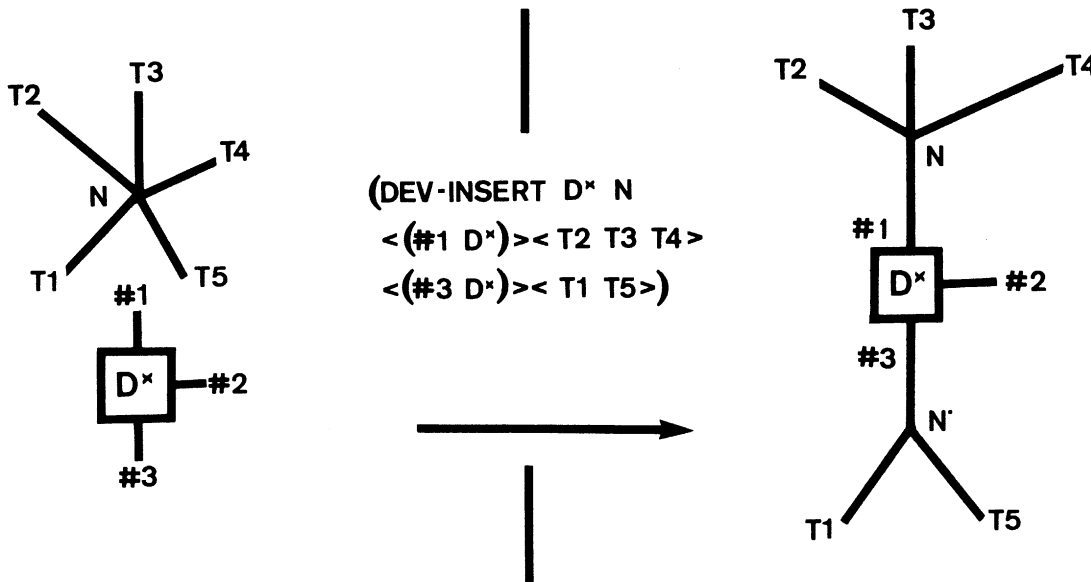 T2
T3
T4
N
T1
T5
#1
D×
#2
#3
(DEV-INSERT D× N
<(#1 D×)>< T2 T3 T4>
<(#3 D×)>< T1 T5>)
T3
T2
T4
N
#1
D×
#2
#3
N'
T1
T5